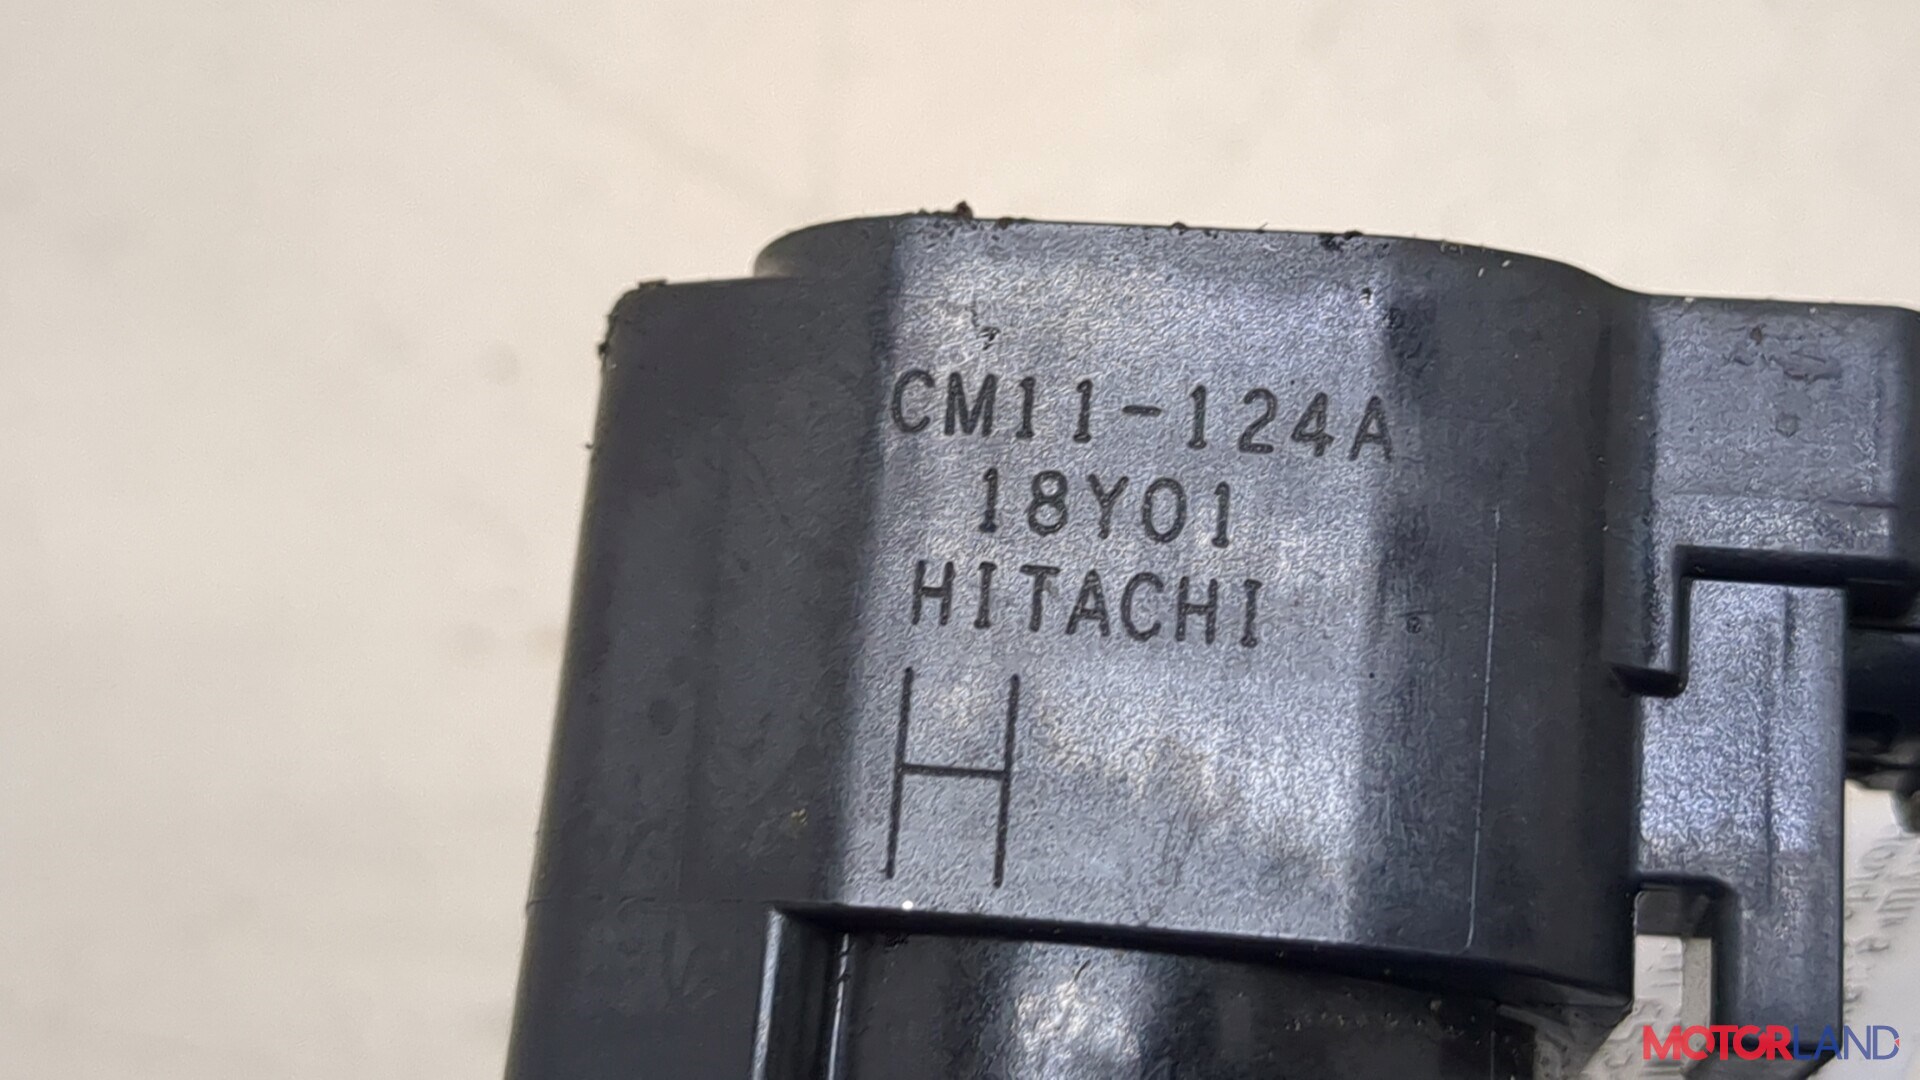 CM11-124A
18Y01
HITACHI
H
MOTORLAND